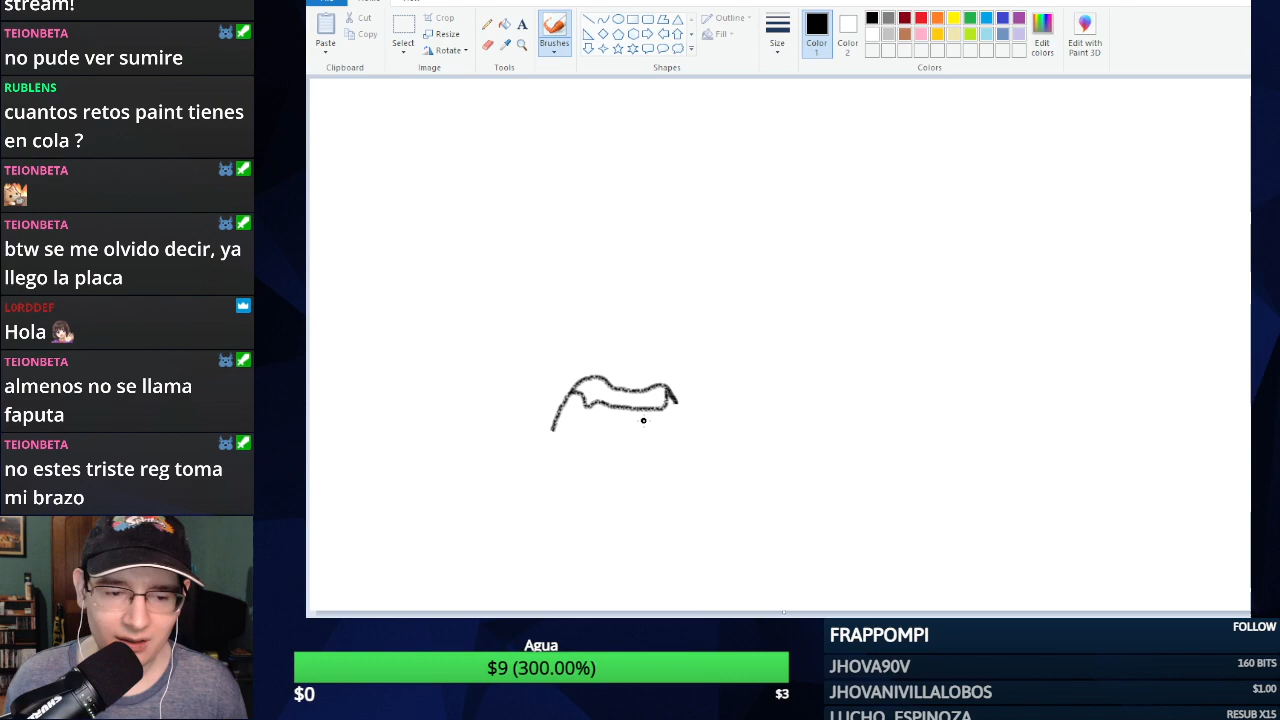 stream!
TEIONBETA
no pude ver sumire
RUBLENS
cuantos retos paint tienes
en cola ?
TEIONBETA
TEIONBETA
btw se me olvido decir, ya
llego la placa
L0RDDEF
Hola
TEIONBETA
almenos no se llama
faputa
TEIONBETA
no estes triste reg toma
mi brazo
Paste
Cut
Copy
Clipboard
Select
Crop
Resize
Rotate
Image
A
Tools
Brushes
Outline
Fill
Shapes
Size
Color
1
Color
2
Colors
Edit
colors
Edit with
Paint 3D
Agua
$9 (300.00%)
$0
$3
FRAPPOMPI
FOLLOW
JHOVA90V
160 BITS
JHOVANIVILLALOBOS
$1.00
LUCHO_ESPINOZA
RESUB X15